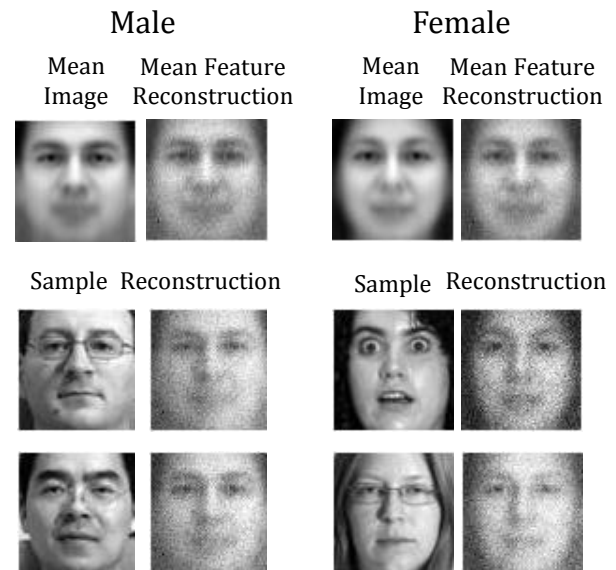 Male Female
Mean Mean Feature Mean Mean Feature
Image Reconstruction Image Reconstruction
Sample Reconstruction Sample Reconstruction